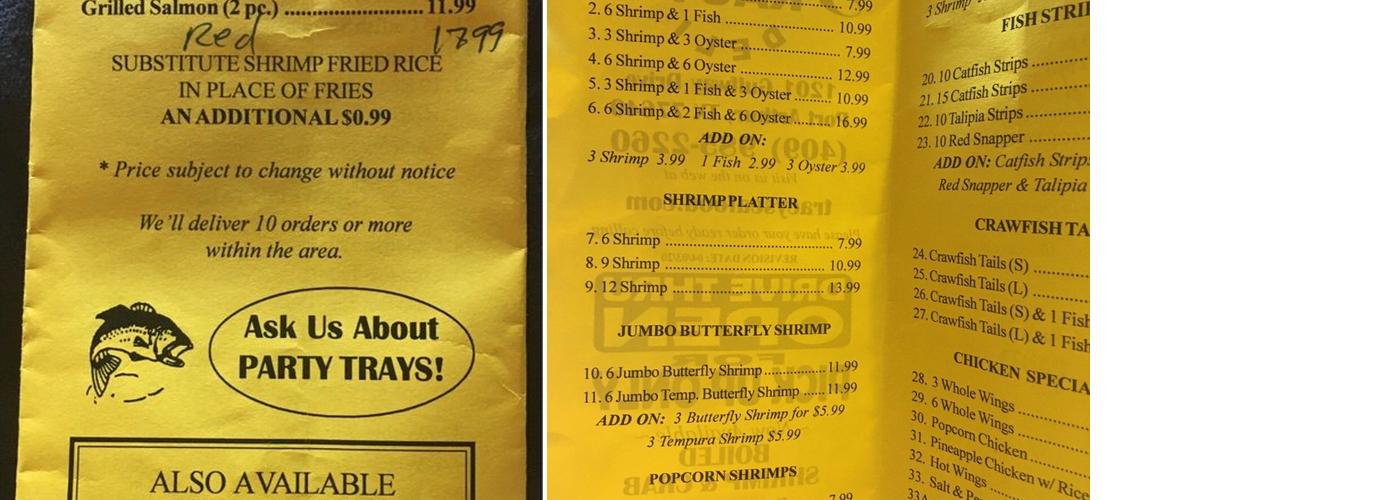 Grilled Salmon (2 pc.) .......................... 11.99
Red 1799
SUBSTITUTE SHRIMP FRIED RICE
IN PLACE OF FRIES
AN ADDITIONAL $0.99
* Price subject to change without notice
We'll deliver 10 orders or more
within the area.
Ask Us About
PARTY TRAYS!
ALSO AVAILABLE
7.99
2. 6 Shrimp & 1 Fish ........................... 10.99
3. 3 Shrimp & 3 Oyster ........................ 7.99
4. 6 Shrimp & 6 Oyster ........................ 12.99
5. 3 Shrimp & 1 Fish & 3 Oyster ........ 10.99
6. 6 Shrimp & 2 Fish & 6 Oyster ......... 16.99
ADD ON:
3 Shrimp 3.99 1 Fish 2.99 3 Oyster 3.99
SHRIMP PLATTER
7. 6 Shrimp ....................................... 7.99
8. 9 Shrimp ..................................... 10.99
9. 12 Shrimp ................................... 13.99
JUMBO BUTTERFLY SHRIMP
10. 6 Jumbo Butterfly Shrimp ............... 11.99
11. 6 Jumbo Temp. Butterfly Shrimp ...... 11.99
ADD ON: 3 Butterfly Shrimp for $5.99
3 Tempura Shrimp $5.99
POPCORN SHRIMPS
7.99
3 Shrimp
FISH STRI
20. 10 Catfish Strips
21. 15 Catfish Strips
22. 10 Talipia Strips
23. 10 Red Snapper
ADD ON: Catfish Strips
Red Snapper & Talipia
CRAWFISH TA
24. Crawfish Tails (S)
25. Crawfish Tails (L)
26. Crawfish Tails (S) & 1 Fish
27. Crawfish Tails (L) & 1 Fish
CHICKEN SPECIA
28. 3 Whole Wings
29. 6 Whole Wings
30. Popcorn Chicken
31. Pineapple Chicken w/ Rice
32. Hot Wings
33. Salt & Pe
33A